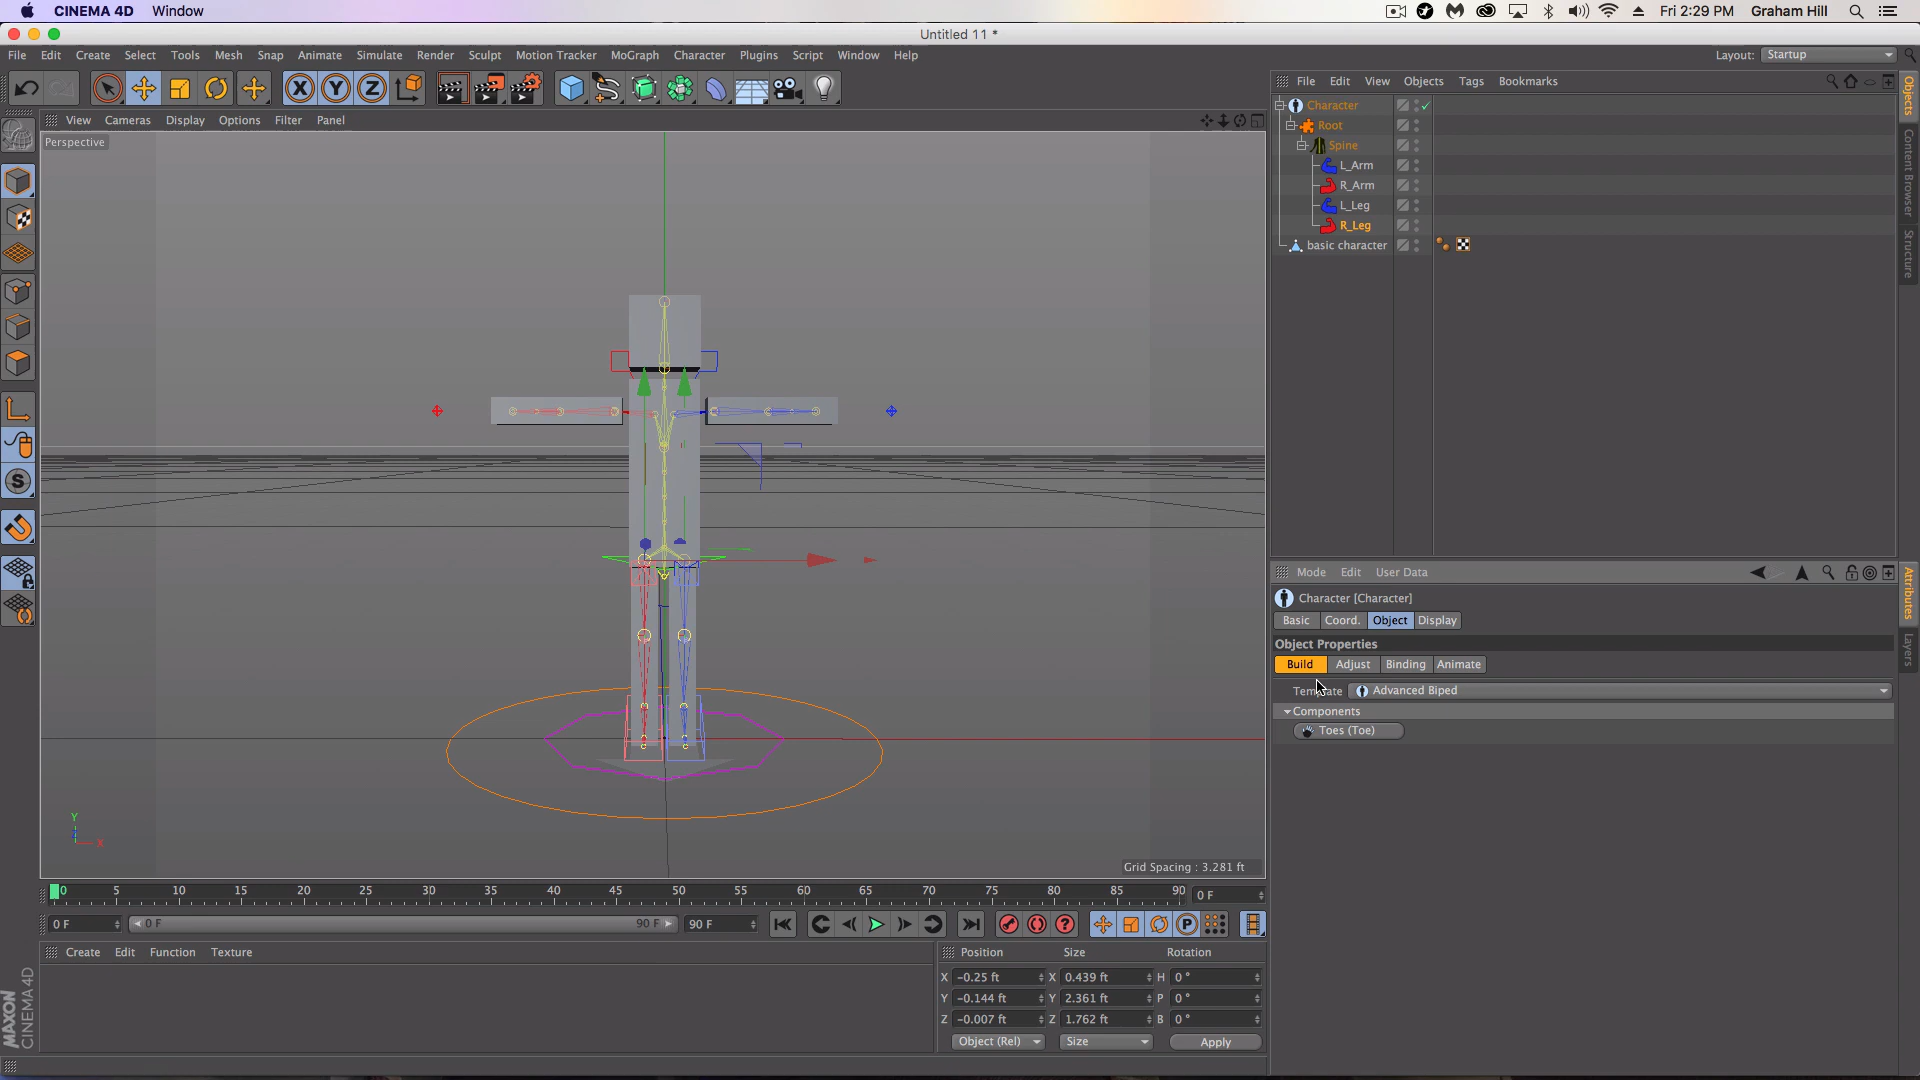 CINEMA 4D Window Fri 2:29 PM Graham Hill
Untitled 11 *
File Edit Create Select Tools Mesh Snap Animate Simulate Render Sculpt Motion Tracker MoGraph Character Plugins Script Window Help Layout: Startup
X Y Z
File Edit View Objects Tags Bookmarks
View Cameras Display Options Filter Panel
Perspective
Character
Root
Spine
L_Arm
R_Arm
L_Leg
R_Leg
basic character
Objects
Content Browser
Structure
Mode Edit User Data
Character [Character]
Basic Coord. Object Display
Object Properties
Build Adjust Binding Animate
Advanced Biped
Components
Toes (Toe)
Attributes
Layers
S
Y
Z
X
Grid Spacing : 3.281 ft
0 5 10 15 20 25 30 35 40 45 50 55 60 65 70 75 80 85 90 0 F
0 F 0 F 90 F 90 F
P
Create Edit Function Texture
Position Size Rotation
X -0.25 ft X 0.439 ft H 0 °
Y -0.144 ft Y 2.361 ft P 0 °
Z -0.007 ft Z 1.762 ft B 0 °
Object (Rel) Size Apply
MAXON
CINEMA 4D